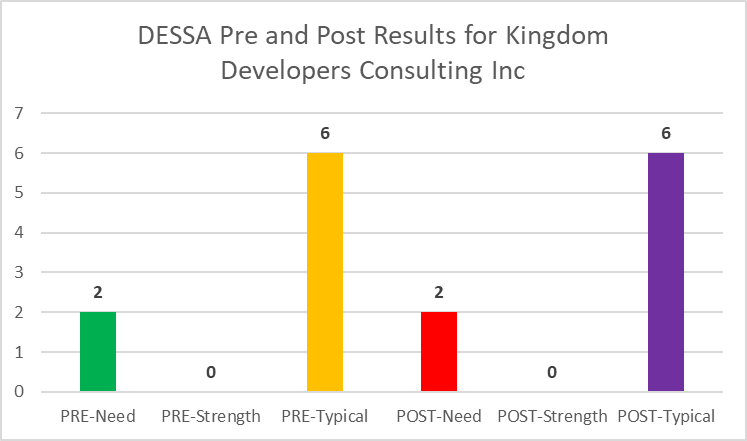 DESSA Pre and Post Results for Kingdom
Developers Consulting Inc
7
6
5
4
3
2
1
0
2
0
6
2
0
6
PRE-Need
PRE-Strength
PRE-Typical
POST-Need
POST-Strength
POST-Typical